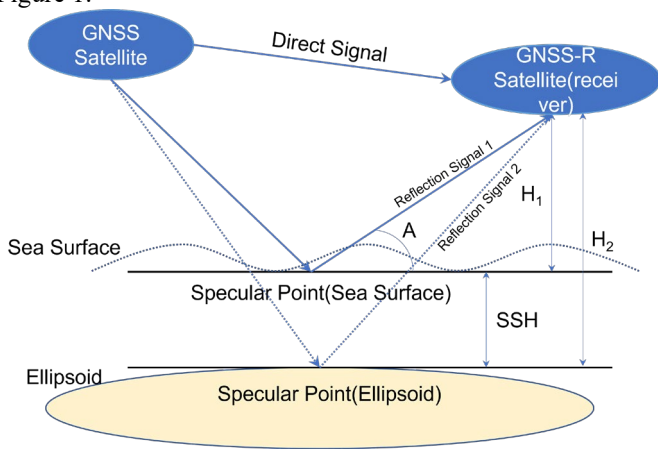 Figure 1.
GNSS
Satellite
Direct Signal
GNSS-R
Satellite(recei
ver)
Reflection Signal 1
Reflection Signal 2
A
H₁
H₂
Sea Surface
Specular Point(Sea Surface)
SSH
Ellipsoid
Specular Point(Ellipsoid)